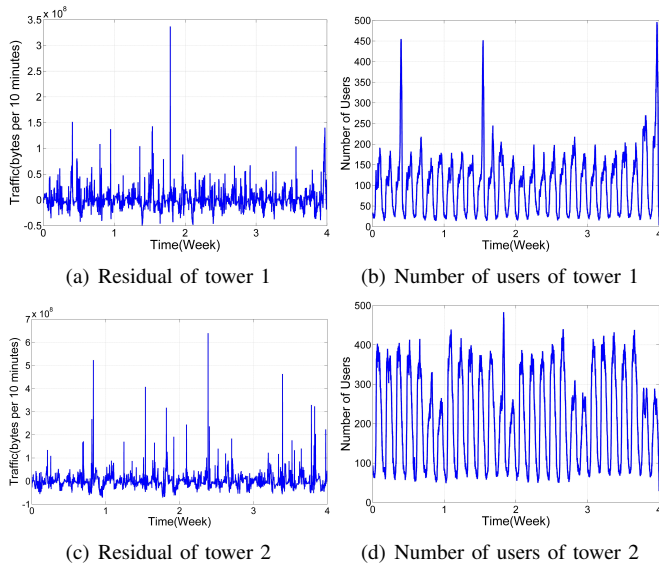 x 10^8
3.5
3
2.5
2
1.5
1
0.5
0
-0.5
Traffic(bytes per 10 minutes)
0 1 2 3 4
Time(Week)
(a) Residual of tower 1
500
450
400
350
300
250
200
150
100
50
0
Number of Users
0 1 2 3 4
Time(Week)
(b) Number of users of tower 1
x 10^8
7
6
5
4
3
2
1
0
-1
Traffic(bytes per 10 minutes)
0 1 2 3 4
Time(Week)
(c) Residual of tower 2
500
400
300
200
100
0
Number of Users
0 1 2 3 4
Time(Week)
(d) Number of users of tower 2